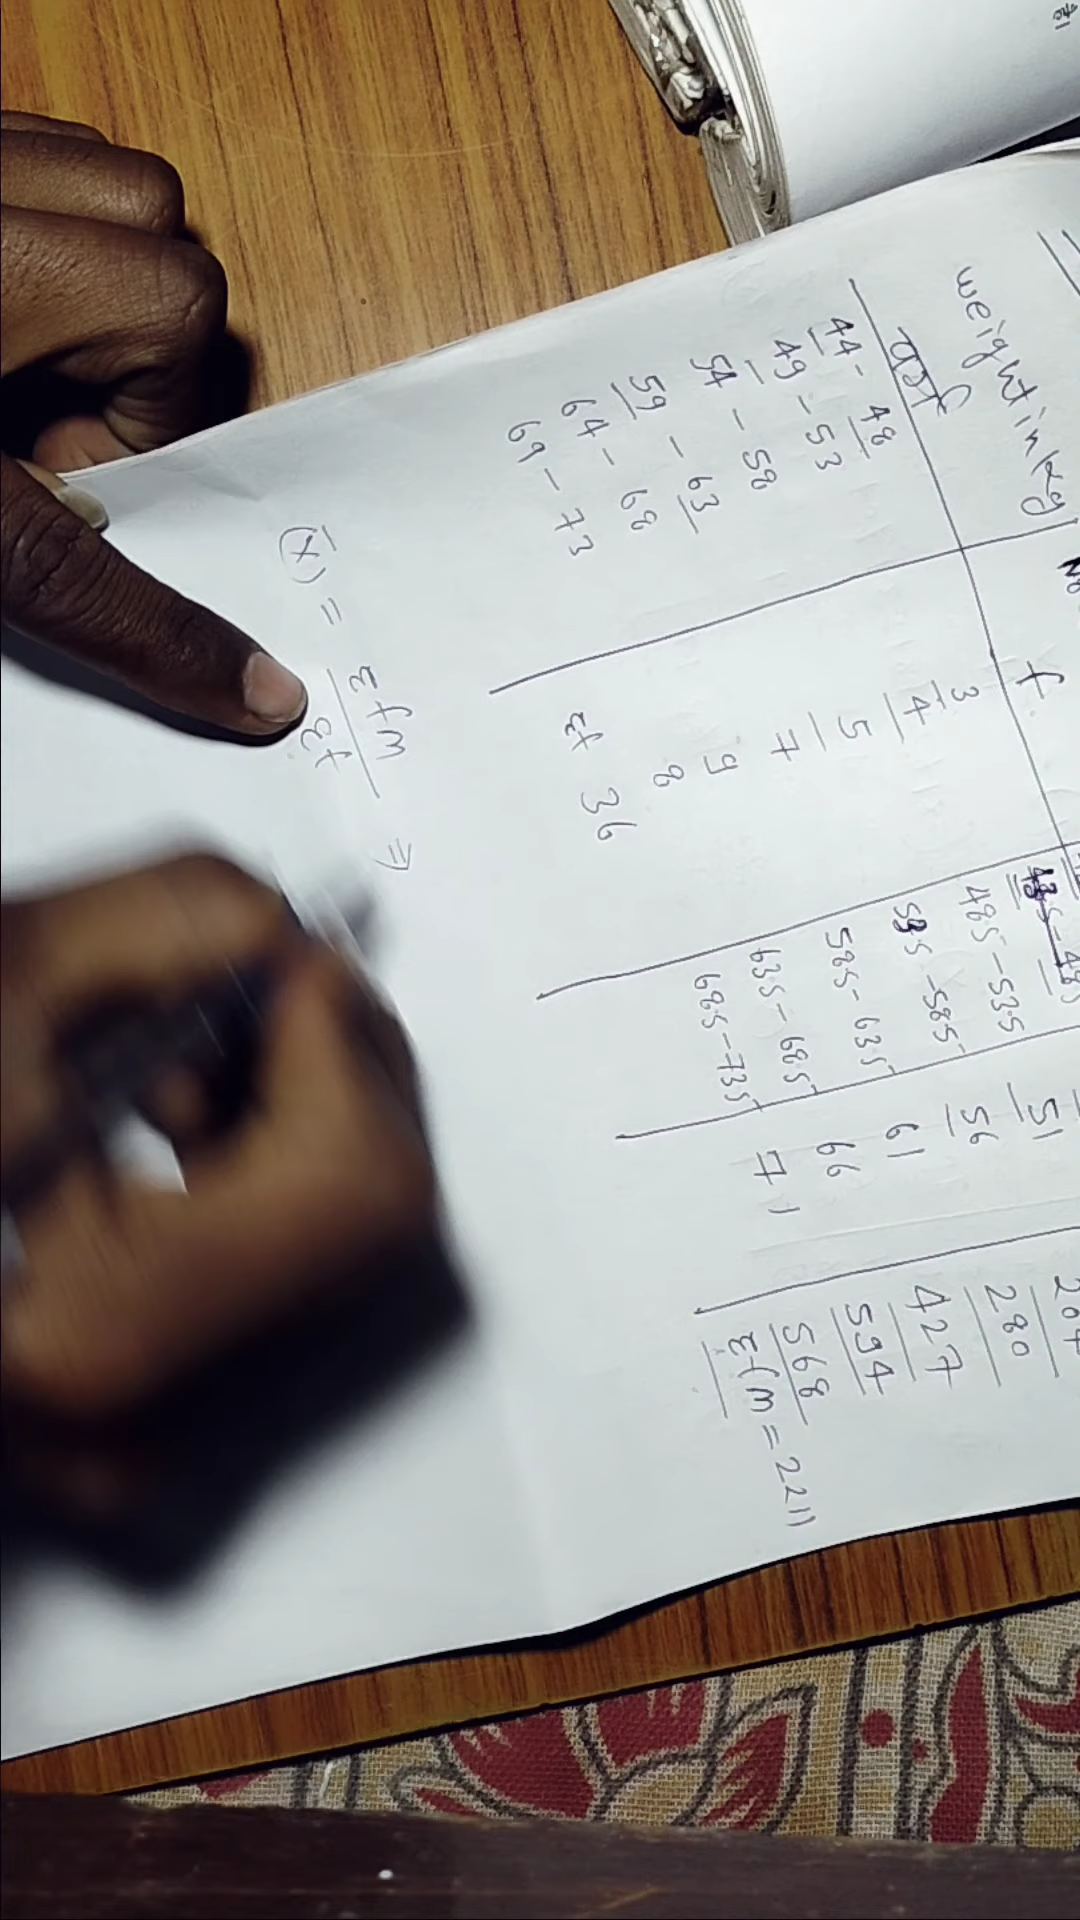 weight in kg
f
44 - 48 3
49 - 53 4 48.5 - 53.5 51
54 - 58 5 53.5 - 58.5 56 280
59 - 63 7 58.5 - 63.5 61 427
64 - 68 9 63.5 - 68.5 66 594
69 - 73 8 68.5 - 73.5 71 568
Σf 36 Σfm = 2211
(x̄) = Σfm / Σf ⇒